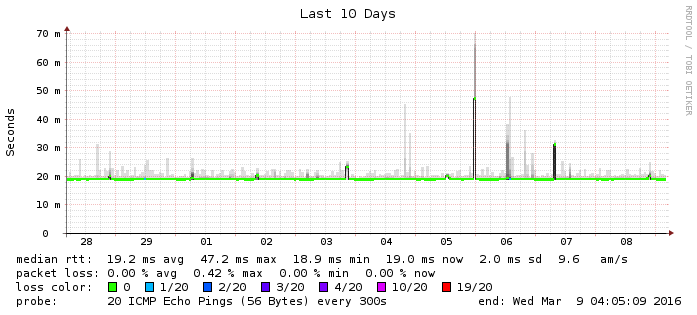 Last 10 Days
RRDTOOL / TOBI OETIKER
Seconds
70 m
60 m
50 m
40 m
30 m
20 m
10 m
0
28 29 01 02 03 04 05 06 07 08
median rtt: 19.2 ms avg 47.2 ms max 18.9 ms min 19.0 ms now 2.0 ms sd 9.6 am/s
packet loss: 0.00 % avg 0.42 % max 0.00 % min 0.00 % now
loss color: 0 1/20 2/20 3/20 4/20 10/20 19/20
probe: 20 ICMP Echo Pings (56 Bytes) every 300s end: Wed Mar 9 04:05:09 2016